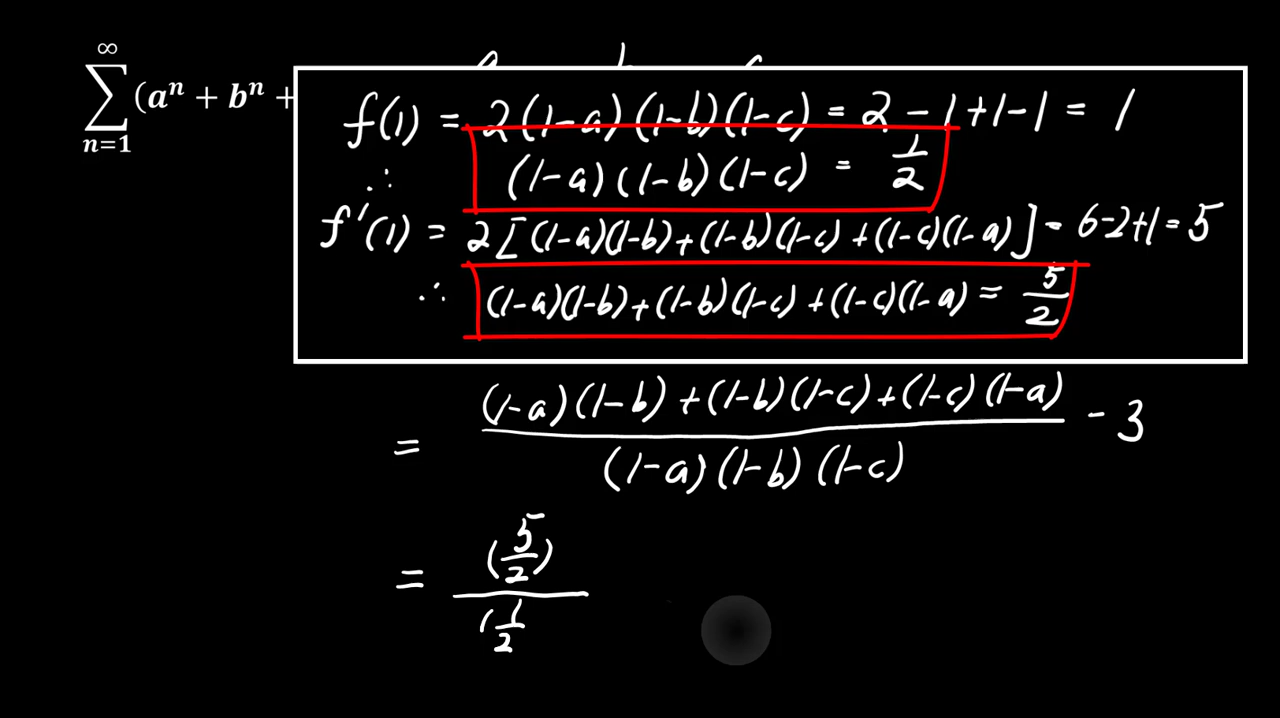 ∞
∑ (aⁿ + bⁿ +
n=1
f(1) = 2(1-a)(1-b)(1-c) = 2 - 1 + 1 - 1 = 1
∴ (1-a)(1-b)(1-c) = 1/2
f'(1) = 2[(1-a)(1-b)+(1-b)(1-c)+(1-c)(1-a)] = 6-2+1 = 5
∴ (1-a)(1-b)+(1-b)(1-c)+(1-c)(1-a) = 5/2
(1-a)(1-b)+(1-b)(1-c)+(1-c)(1-a) - 3
=
(1-a)(1-b)(1-c)
= (5/2)
(1/2